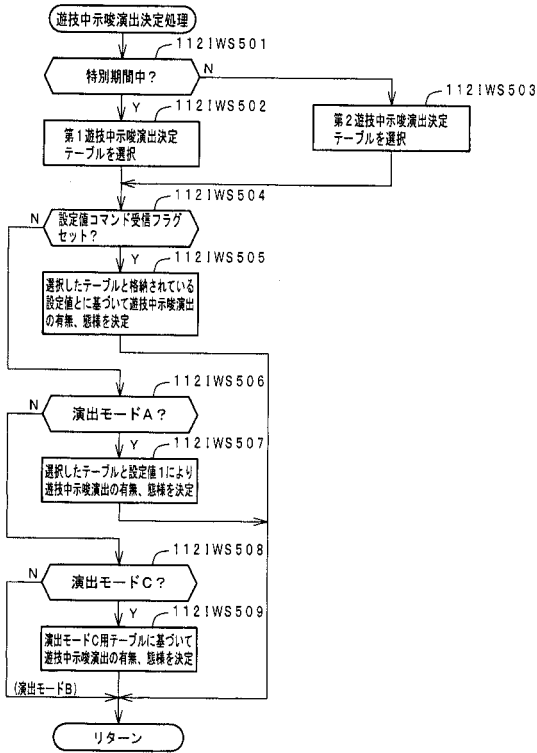 遊技中示唆演出決定処理
112IWS501
特別期間中?
N
Y
112IWS502
第1遊技中示唆演出決定
テーブルを選択
112IWS503
第2遊技中示唆演出決定
テーブルを選択
112IWS504
N
設定値コマンド受信フラグ
セット?
Y
112IWS505
選択したテーブルと格納されている
設定値とに基づいて遊技中示唆演出
の有無、態様を決定
112IWS506
N
演出モードA?
Y
112IWS507
選択したテーブルと設定値1により
遊技中示唆演出の有無、態様を決定
112IWS508
N
演出モードC?
Y
112IWS509
演出モードC用テーブルに基づいて
遊技中示唆演出の有無、態様を決定
(演出モードB)
リターン